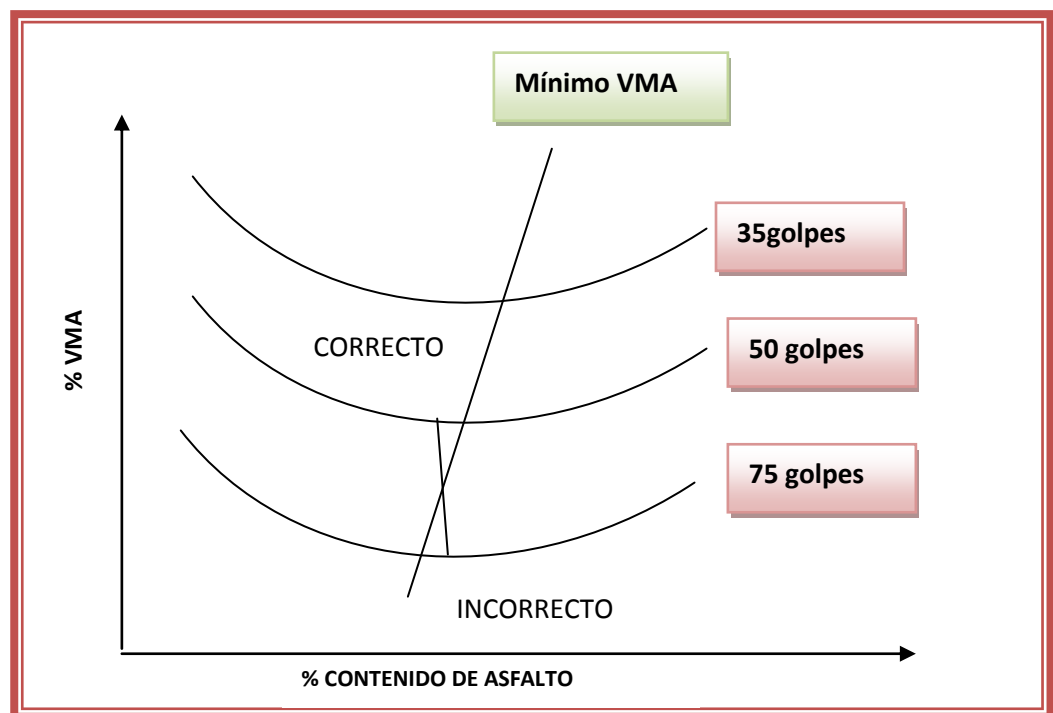 Mínimo VMA
35golpes
CORRECTO
50 golpes
% VMA
75 golpes
INCORRECTO
% CONTENIDO DE ASFALTO